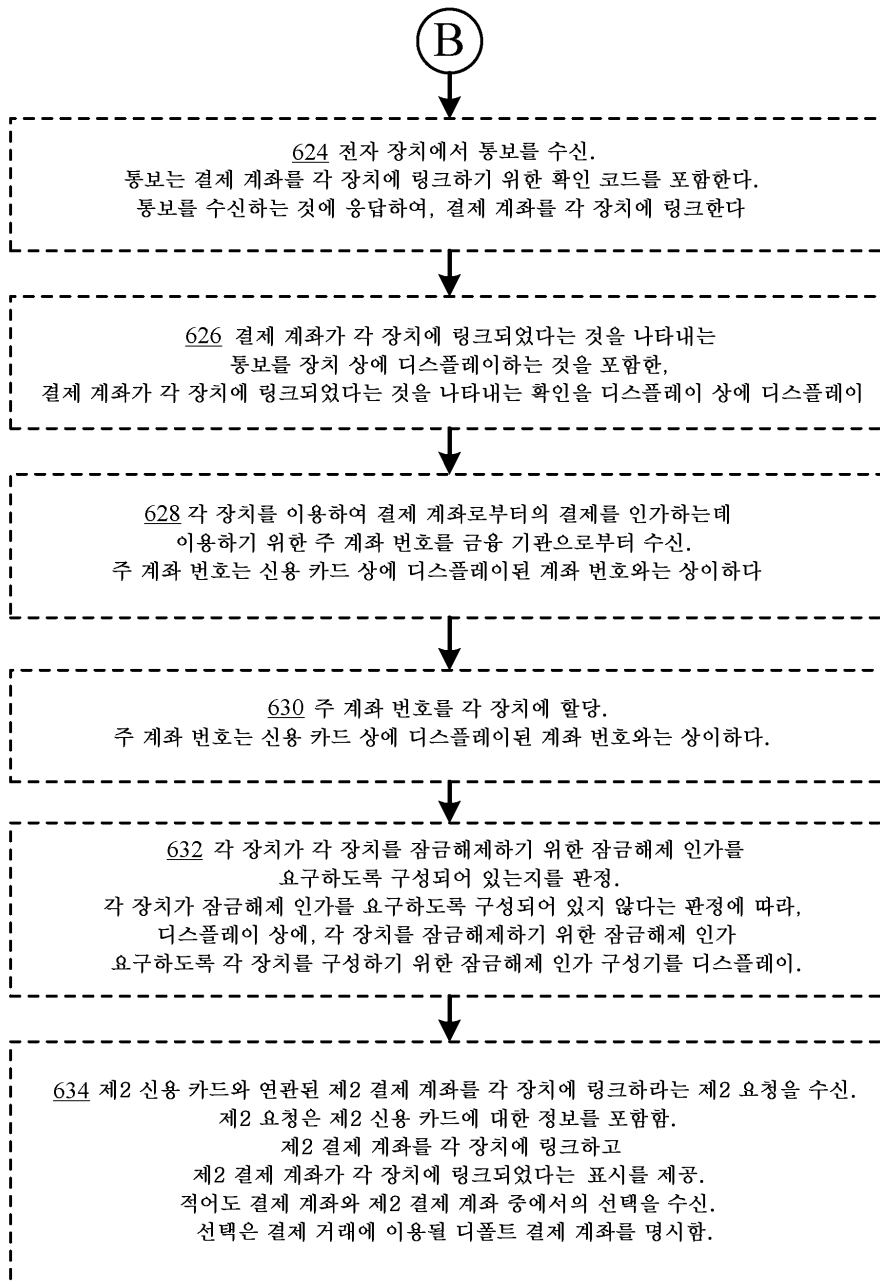 B
624 전자 장치에서 통보를 수신.
통보는 결제 계좌를 각 장치에 링크하기 위한 확인 코드를 포함한다.
통보를 수신하는 것에 응답하여, 결제 계좌를 각 장치에 링크한다
626 결제 계좌가 각 장치에 링크되었다는 것을 나타내는
통보를 장치 상에 디스플레이하는 것을 포함한,
결제 계좌가 각 장치에 링크되었다는 것을 나타내는 확인을 디스플레이 상에 디스플레이
628 각 장치를 이용하여 결제 계좌로부터의 결제를 인가하는데
이용하기 위한 주 계좌 번호를 금융 기관으로부터 수신.
주 계좌 번호는 신용 카드 상에 디스플레이된 계좌 번호와는 상이하다
630 주 계좌 번호를 각 장치에 할당.
주 계좌 번호는 신용 카드 상에 디스플레이된 계좌 번호와는 상이하다.
632 각 장치가 각 장치를 잠금해제하기 위한 잠금해제 인가를
요구하도록 구성되어 있는지를 판정.
각 장치가 잠금해제 인가를 요구하도록 구성되어 있지 않다는 판정에 따라,
디스플레이 상에, 각 장치를 잠금해제하기 위한 잠금해제 인가
요구하도록 각 장치를 구성하기 위한 잠금해제 인가 구성기를 디스플레이.
634 제2 신용 카드와 연관된 제2 결제 계좌를 각 장치에 링크하라는 제2 요청을 수신.
제2 요청은 제2 신용 카드에 대한 정보를 포함함.
제2 결제 계좌를 각 장치에 링크하고
제2 결제 계좌가 각 장치에 링크되었다는 표시를 제공.
적어도 결제 계좌와 제2 결제 계좌 중에서의 선택을 수신.
선택은 결제 거래에 이용될 디폴트 결제 계좌를 명시함.